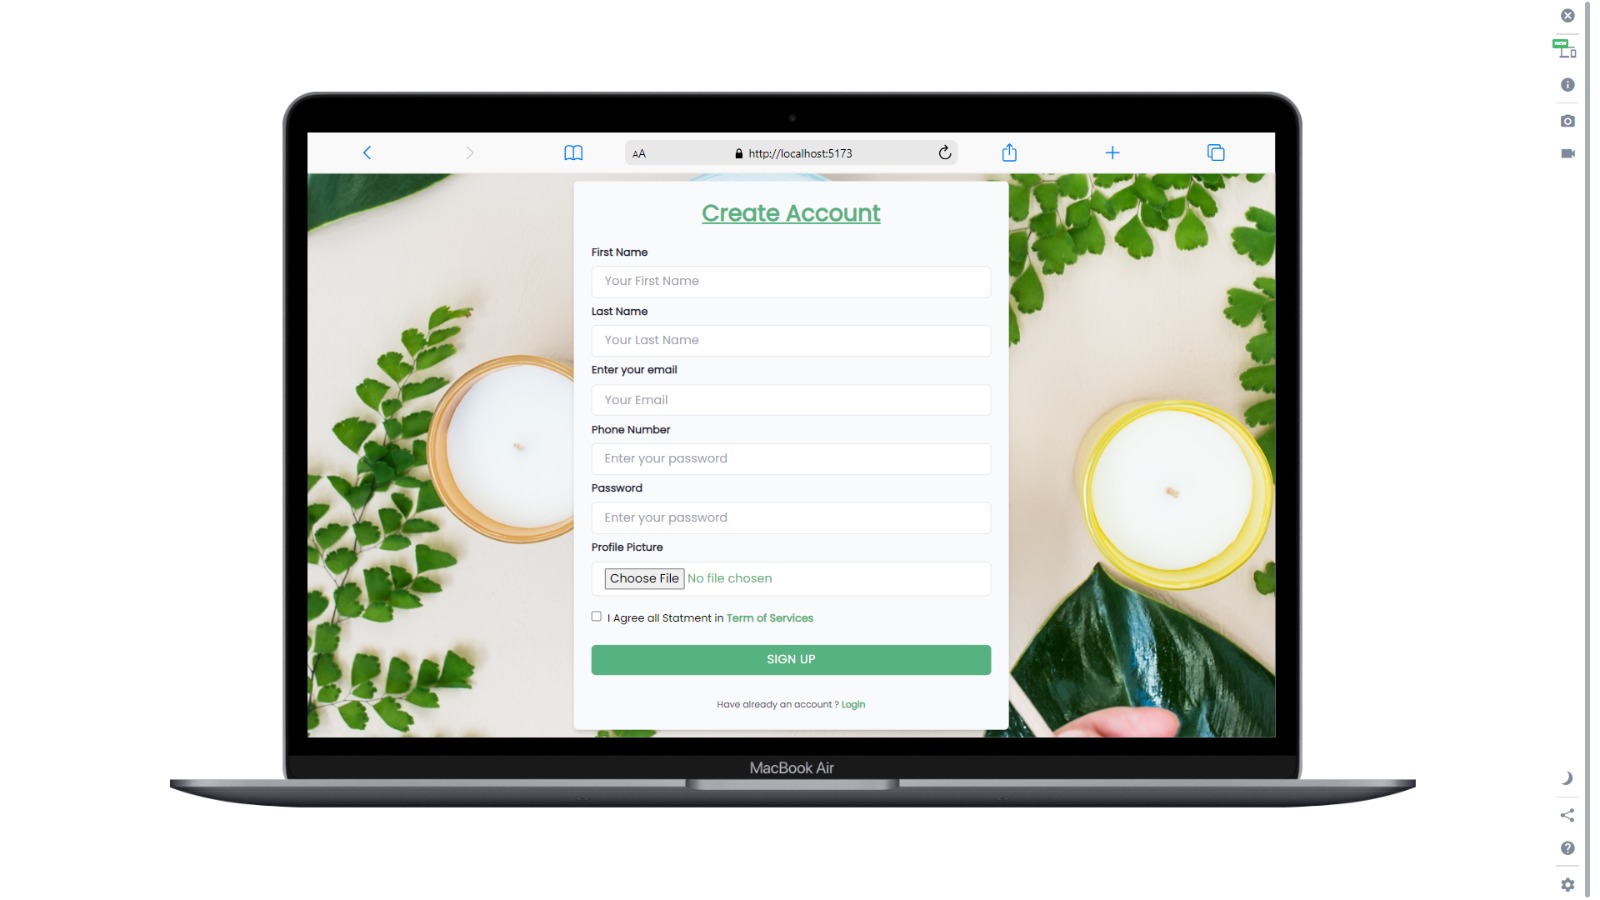 NEW
AA http://localhost:5173
Create Account
First Name
Your First Name
Last Name
Your Last Name
Enter your email
Your Email
Phone Number
Enter your password
Password
Enter your password
Profile Picture
Choose File No file chosen
I Agree all Statment in Term of Services
SIGN UP
Have already an account ? Login
MacBook Air